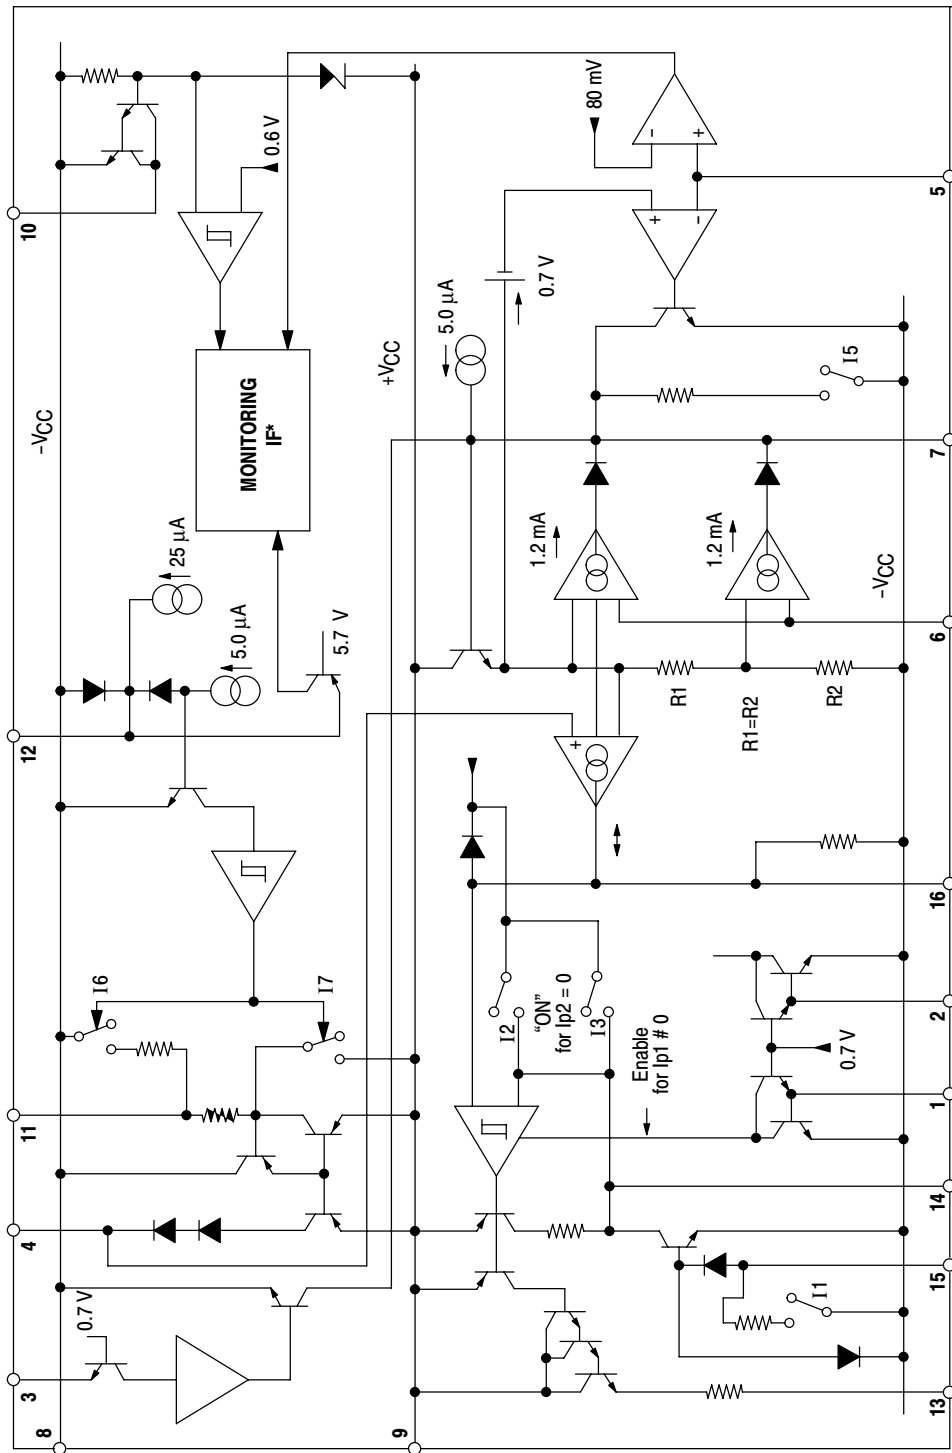 10
–VCC
0.6 V
MONITORING
IF*
+VCC
80 mV
5
0.7 V
5.0 µA
25 µA
5.0 µA
5.7 V
12
1.2 mA
1.2 mA
I5
7
–VCC
6
R1
R1=R2
R2
16
I6
I7
11
I2
"ON"
for Ip2 = 0
I3
Enable
for Ip1 # 0
0.7 V
2
1
14
4
15
I1
0.7 V
3
8
9
13